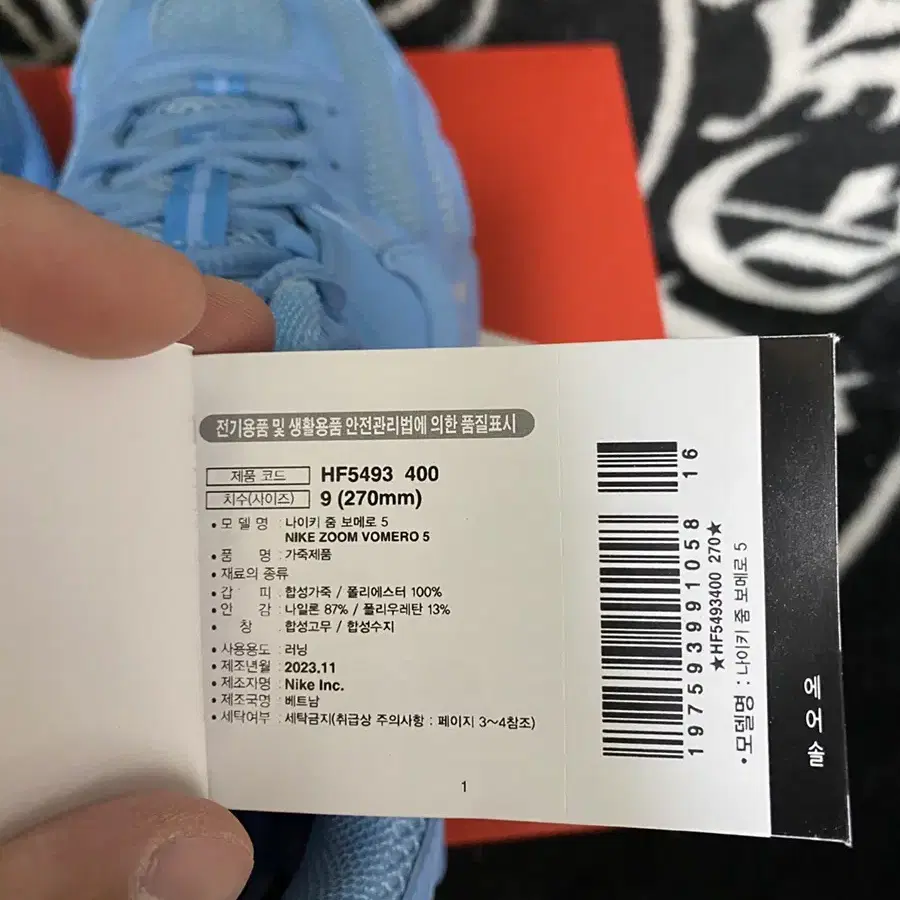 전기용품 및 생활용품 안전관리법에 의한 품질표시
제품 코드 HF5493 400
치수(사이즈) 9 (270mm)
• 모 델 명 : 나이키 줌 보메로 5
NIKE ZOOM VOMERO 5
• 품 명 : 가죽제품
• 재료의 종류
• 갑 피 : 합성가죽 / 폴리에스터 100%
• 안 감 : 나일론 87% / 폴리우레탄 13%
• 창 : 합성고무 / 합성수지
• 사용용도 : 러닝
• 제조년월 : 2023.11
• 제조자명 : Nike Inc.
• 제조국명 : 베트남
• 세탁여부 : 세탁금지(취급상 주의사항 : 페이지 3~4참조)
1
16
197593991058
★HF5493400 270★
• 모델명 : 나이키 줌 보메로 5
에어솔